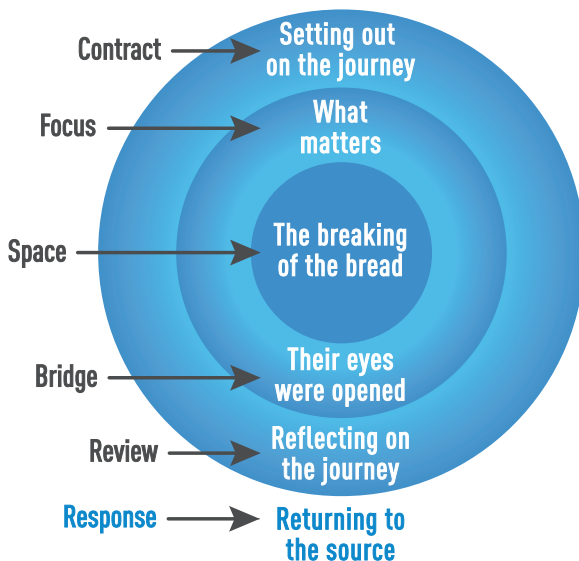 Contract
Setting out
on the journey
Focus
What
matters
Space
The breaking
of the bread
Bridge
Their eyes
were opened
Review
Reflecting on
the journey
Response
Returning to
the source